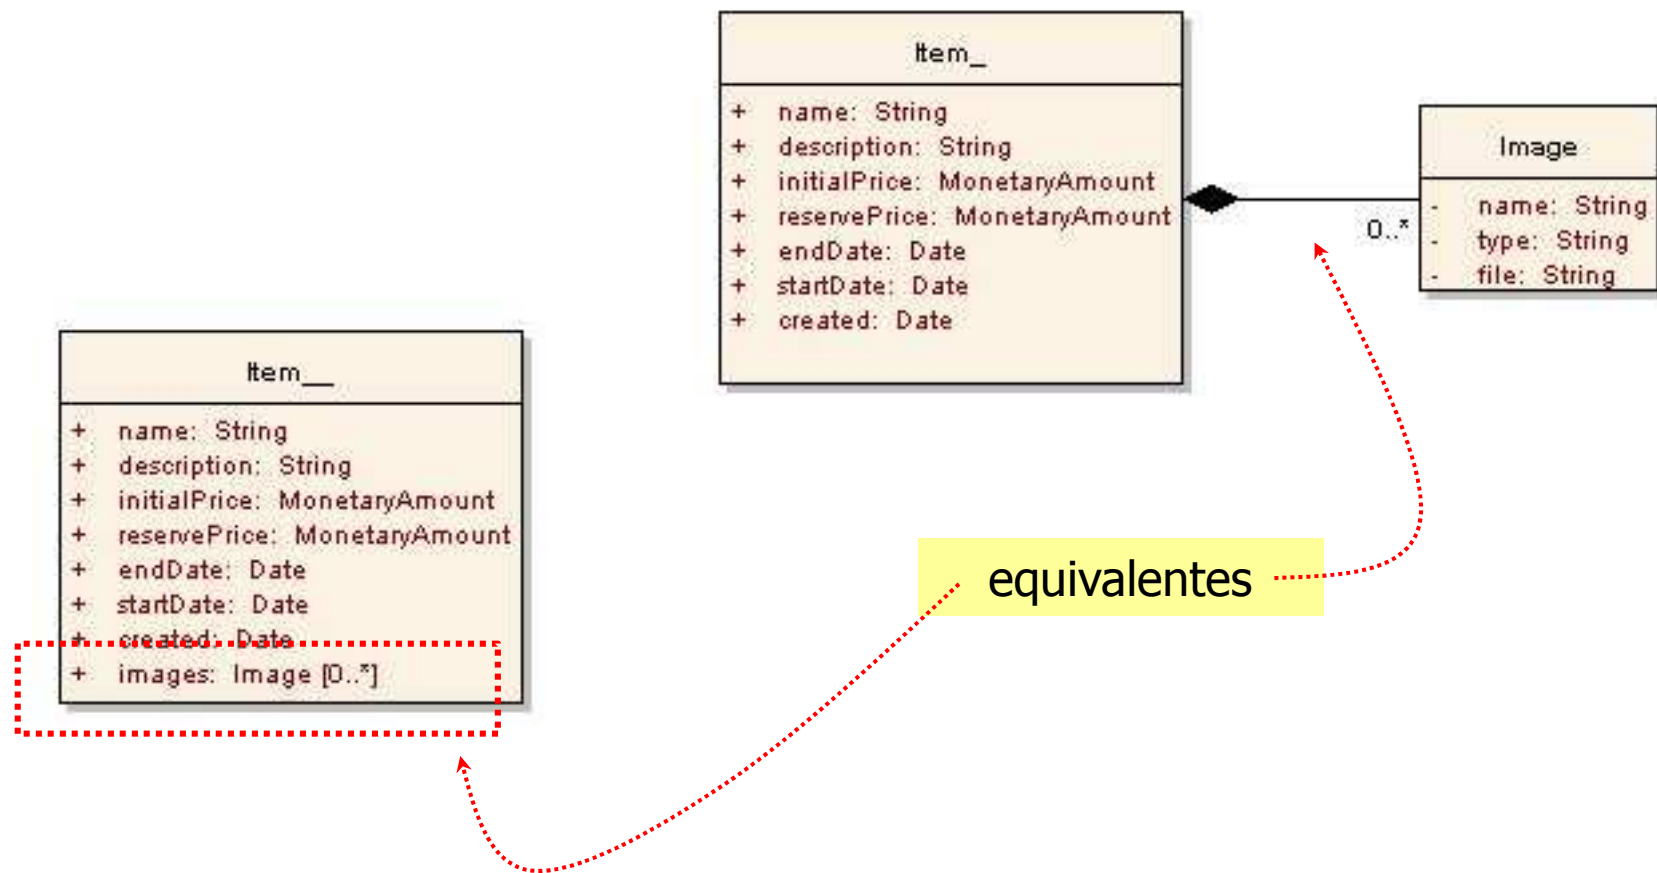 Item_
+ name: String
+ description: String
+ initialPrice: MonetaryAmount
+ reservePrice: MonetaryAmount
+ endDate: Date
+ startDate: Date
+ created: Date
0..*
Image
- name: String
- type: String
- file: String
Item__
+ name: String
+ description: String
+ initialPrice: MonetaryAmount
+ reservePrice: MonetaryAmount
+ endDate: Date
+ startDate: Date
+ created: Date
+ images: Image [0..*]
equivalentes